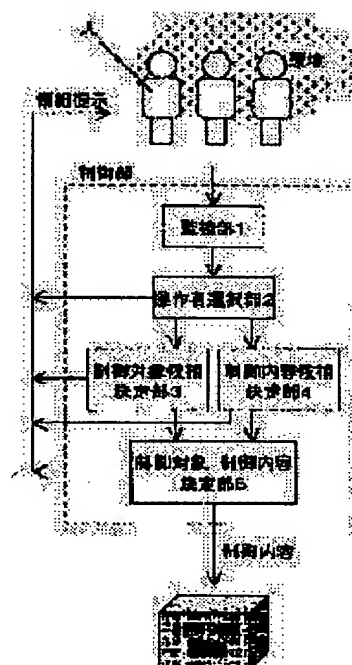 人
環境
情報提示
制御部
監視部1
操作者選択部2
制御対象候補
決定部3
制御内容候補
決定部4
制御対象、制御内容
決定部5
制御内容